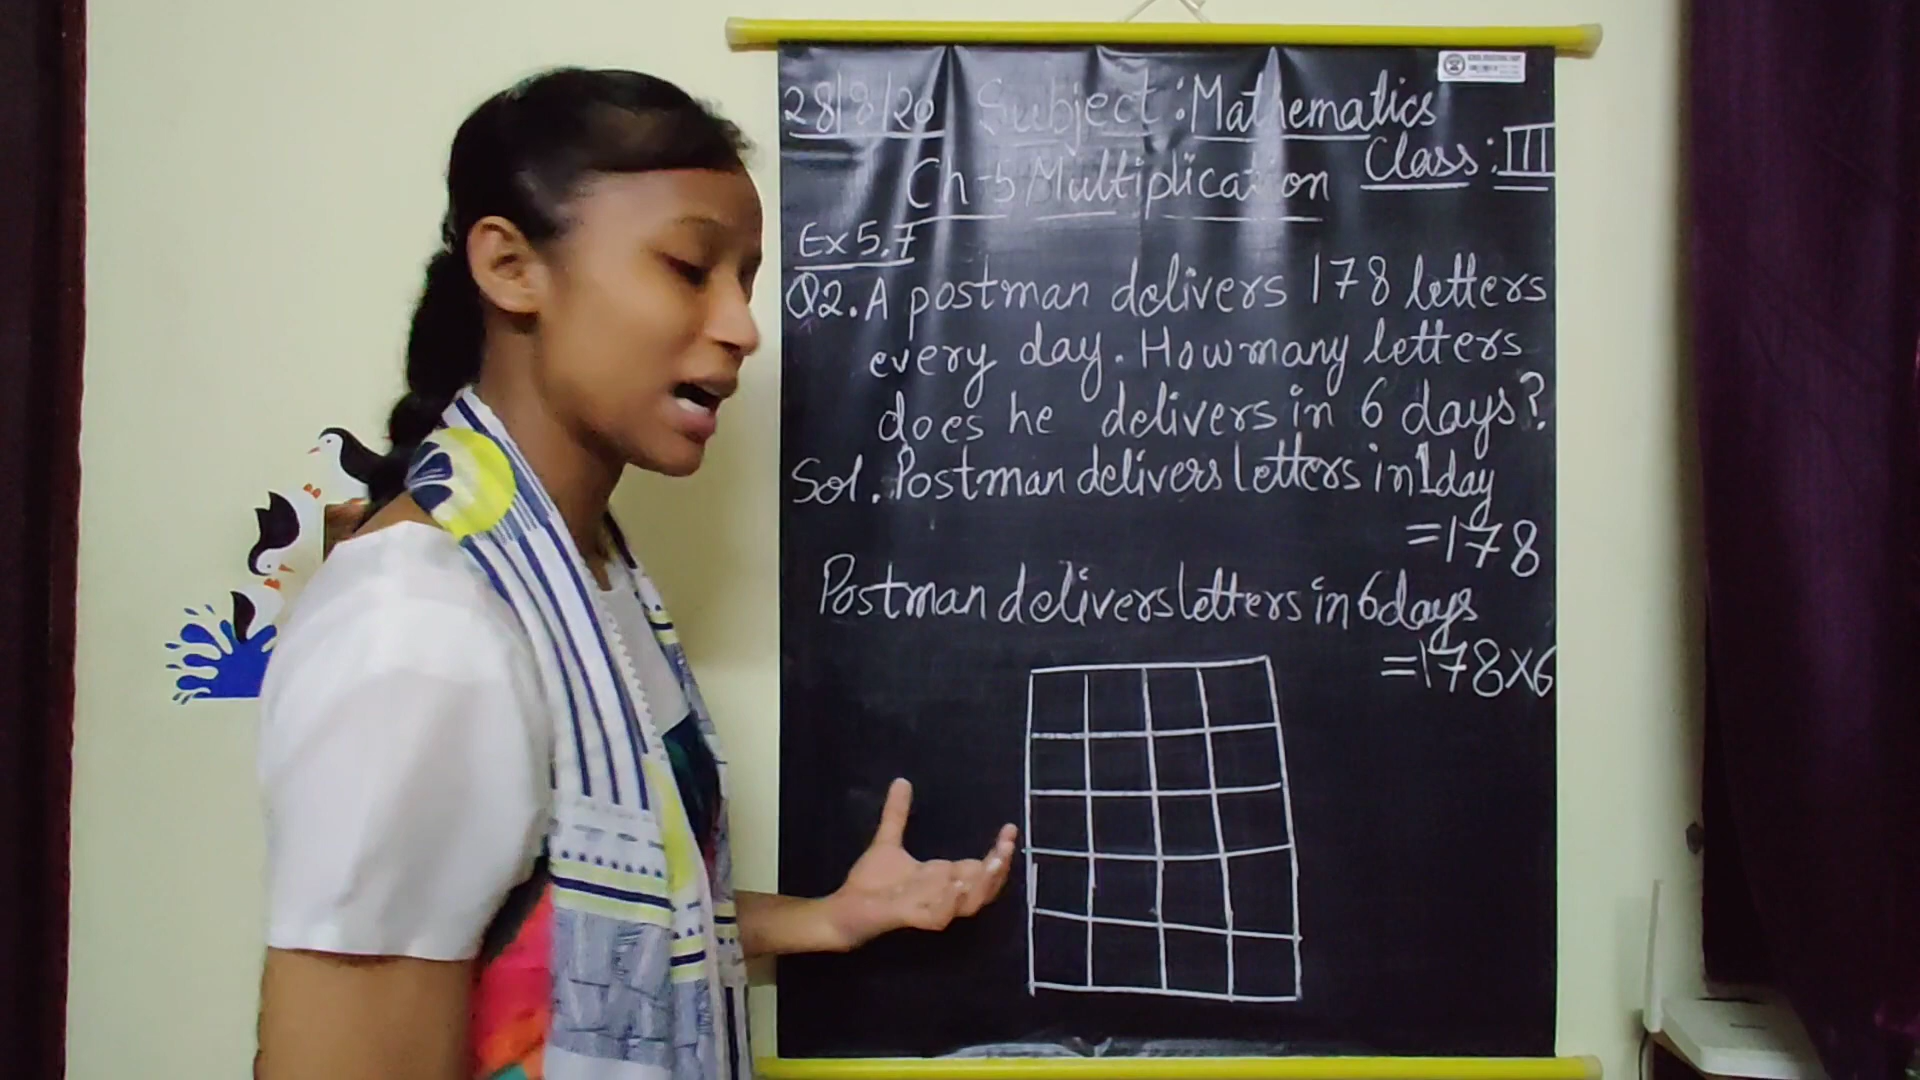 28/8/20 Subject : Mathematics
Class : III
Ch-5 Multiplication
Ex 5.7
Q2. A postman delivers 178 letters
every day. How many letters
does he delivers in 6 days?
Sol. Postman delivers letters in 1 day
=178
Postman delivers letters in 6 days
=178×6